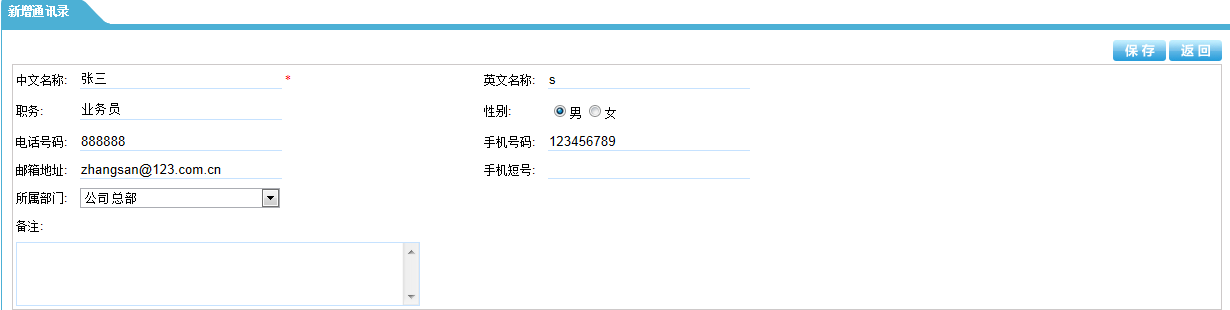 新增通讯录
保存 返回
中文名称: 张三 * 英文名称: s
职务: 业务员 性别: 男 女
电话号码: 888888 手机号码: 123456789
邮箱地址: zhangsan@123.com.cn 手机短号:
所属部门: 公司总部
备注: